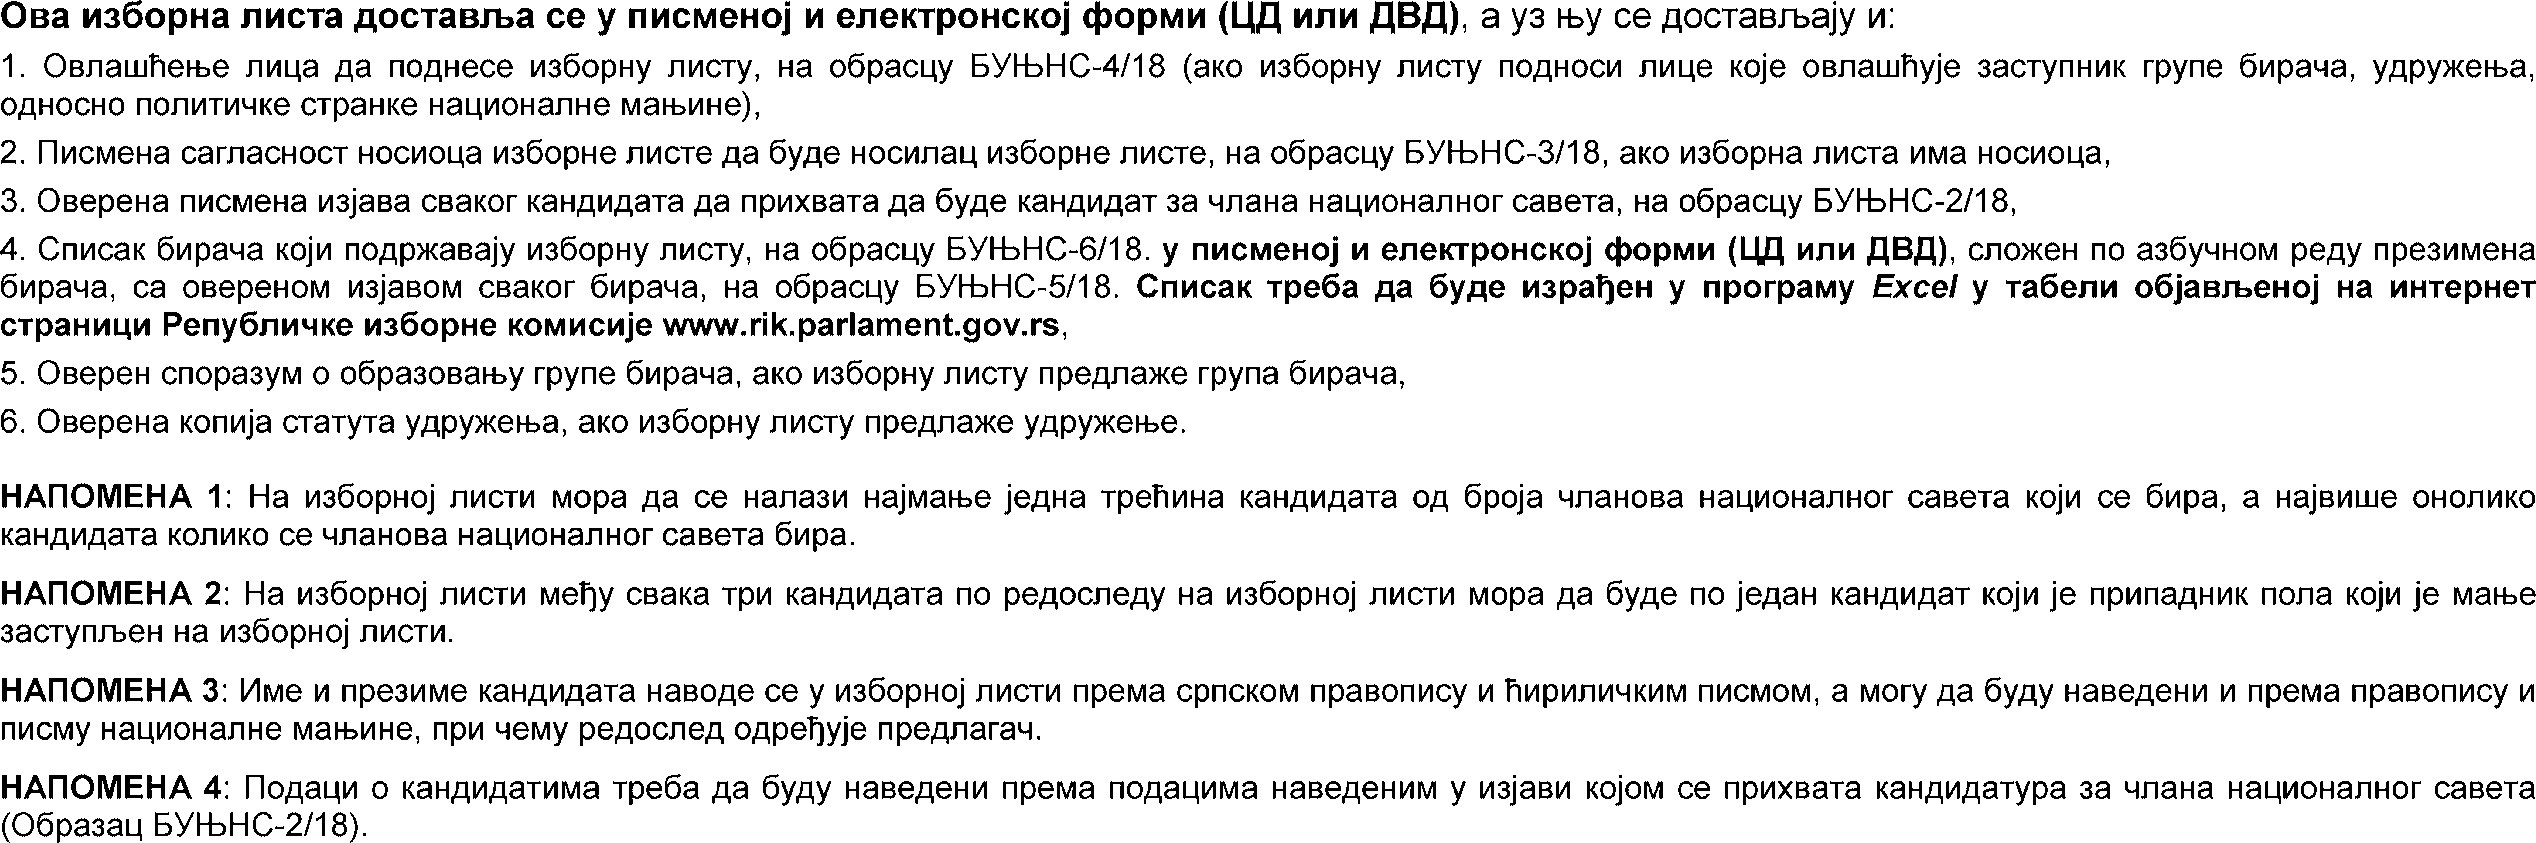 Ова изборна листа доставља се у писменој и електронској форми (ЦД или ДВД), а уз њу се достављају и:
1. Овлашћење лица да поднесе изборну листу, на обрасцу БУЊНС-4/18 (ако изборну листу подноси лице које овлашћује заступник групе бирача, удружења,
односно политичке странке националне мањине),
2. Писмена сагласност носиоца изборне листе да буде носилац изборне листе, на обрасцу БУЊНС-3/18, ако изборна листа има носиоца,
3. Оверена писмена изјава сваког кандидата да прихвата да буде кандидат за члана националног савета, на обрасцу БУЊНС-2/18,
4. Списак бирача који подржавају изборну листу, на обрасцу БУЊНС-6/18. у писменој и електронској форми (ЦД или ДВД), сложен по азбучном реду презимена
бирача, са овереном изјавом сваког бирача, на обрасцу БУЊНС-5/18. Списак треба да буде израђен у програму Excel у табели објављеној на интернет
страници Републичке изборне комисије www.rik.parlament.gov.rs,
5. Оверен споразум о образовању групе бирача, ако изборну листу предлаже група бирача,
6. Оверена копија статута удружења, ако изборну листу предлаже удружење.
НАПОМЕНА 1: На изборној листи мора да се налази најмање једна трећина кандидата од броја чланова националног савета који се бира, а највише онолико
кандидата колико се чланова националног савета бира.
НАПОМЕНА 2: На изборној листи међу свака три кандидата по редоследу на изборној листи мора да буде по један кандидат који је припадник пола који је мање
заступљен на изборној листи.
НАПОМЕНА 3: Име и презиме кандидата наводе се у изборној листи према српском правопису и ћириличким писмом, а могу да буду наведени и према правопису и
писму националне мањине, при чему редослед одређује предлагач.
НАПОМЕНА 4: Подаци о кандидатима треба да буду наведени према подацима наведеним у изјави којом се прихвата кандидатура за члана националног савета
(Образац БУЊНС-2/18).